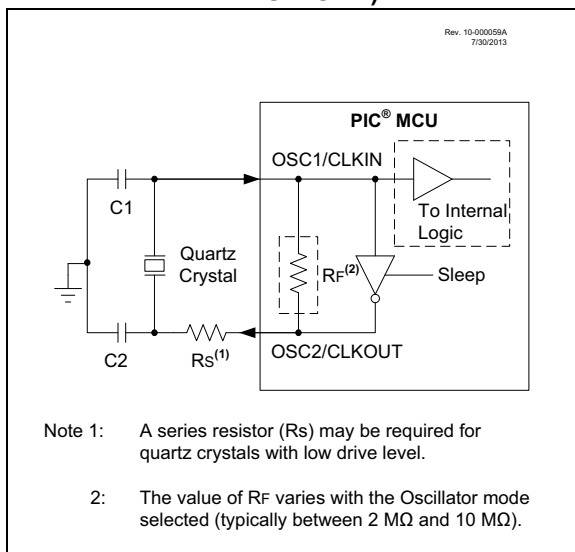 Rev. 10-000059A
7/30/2013
PIC® MCU
OSC1/CLKIN
C1
To Internal
Logic
Quartz
Crystal
RF(2)
Sleep
C2
RS(1)
OSC2/CLKOUT
Note 1: A series resistor (Rs) may be required for
quartz crystals with low drive level.
2: The value of RF varies with the Oscillator mode
selected (typically between 2 MΩ and 10 MΩ).